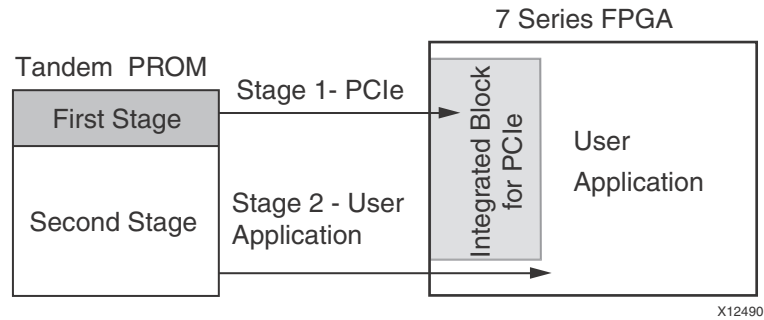 7 Series FPGA
Tandem PROM
Stage 1- PCIe
First Stage
Integrated Block
for PCIe
User
Application
Second Stage
Stage 2 - User
Application
X12490